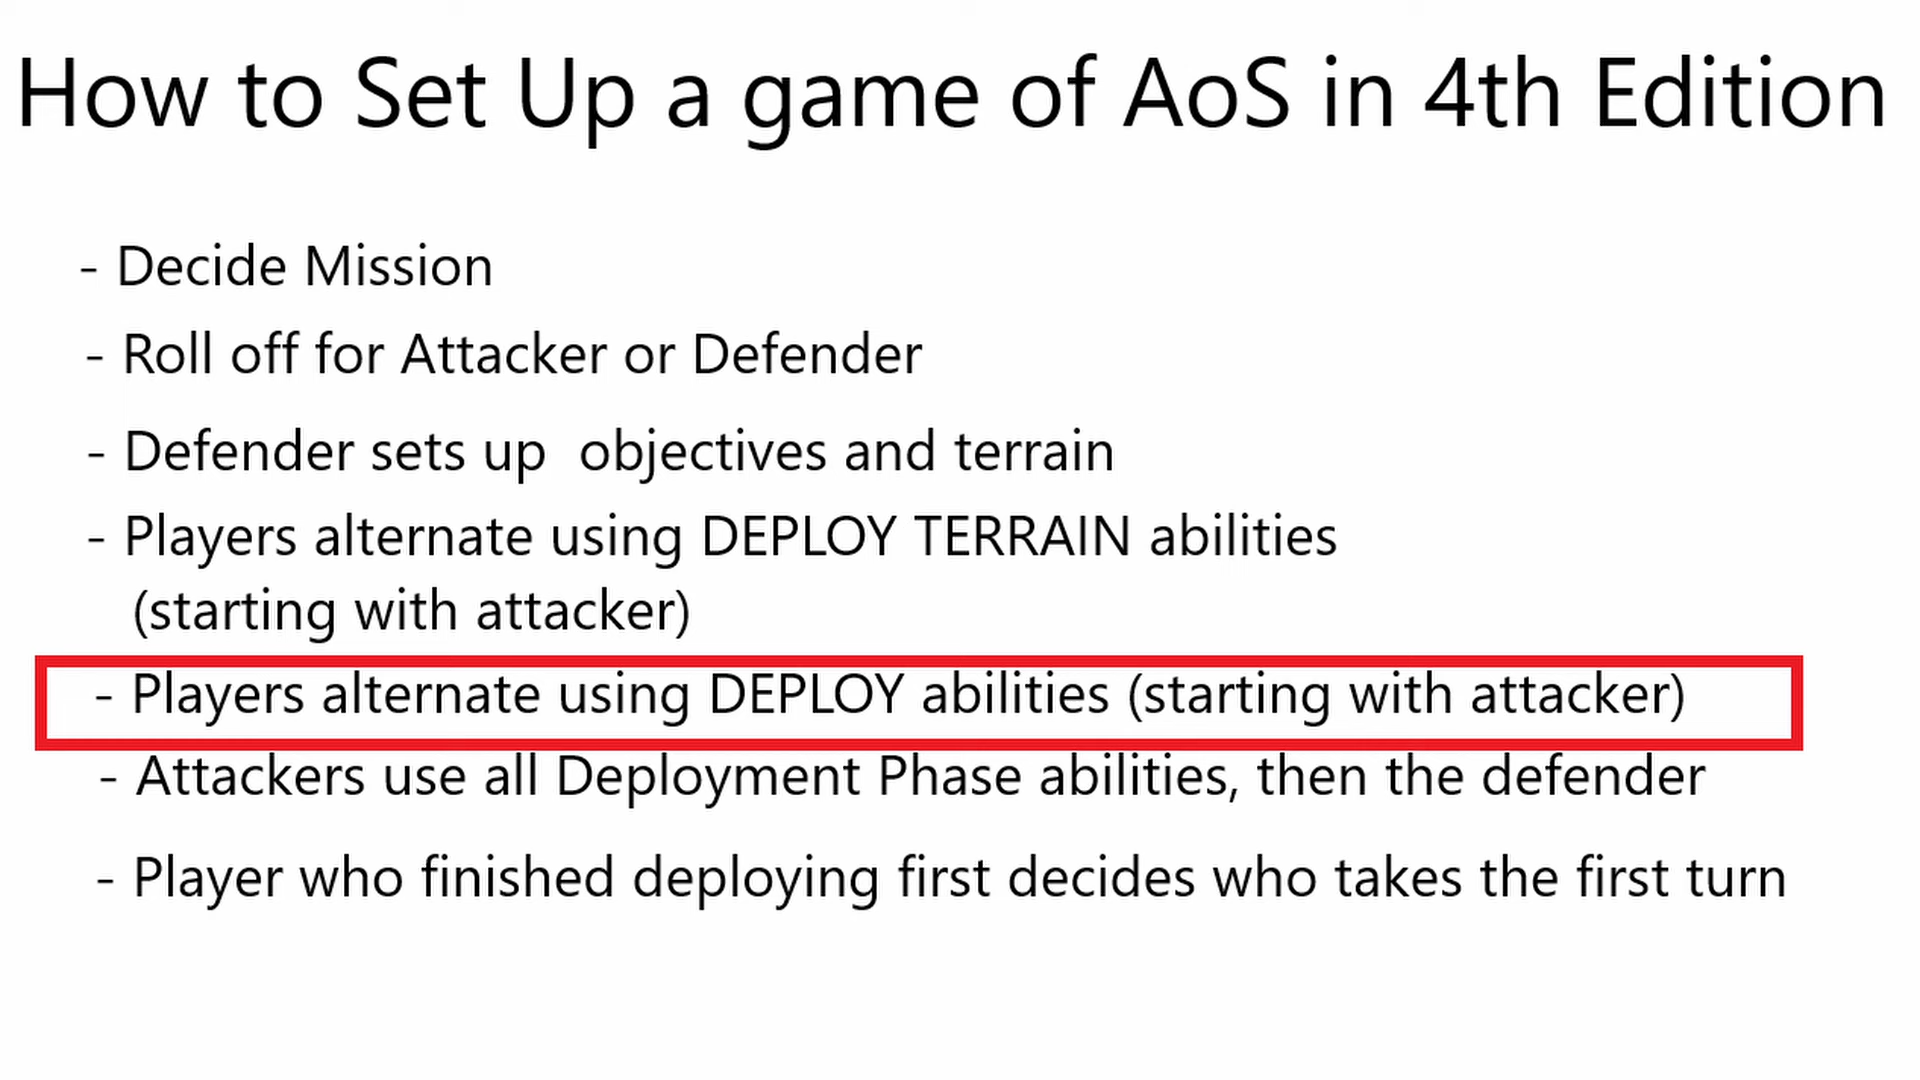 How to Set Up a game of AoS in 4th Edition
- Decide Mission
- Roll off for Attacker or Defender
- Defender sets up  objectives and terrain
- Players alternate using DEPLOY TERRAIN abilities
(starting with attacker)
- Players alternate using DEPLOY abilities (starting with attacker)
- Attackers use all Deployment Phase abilities, then the defender
- Player who finished deploying first decides who takes the first turn